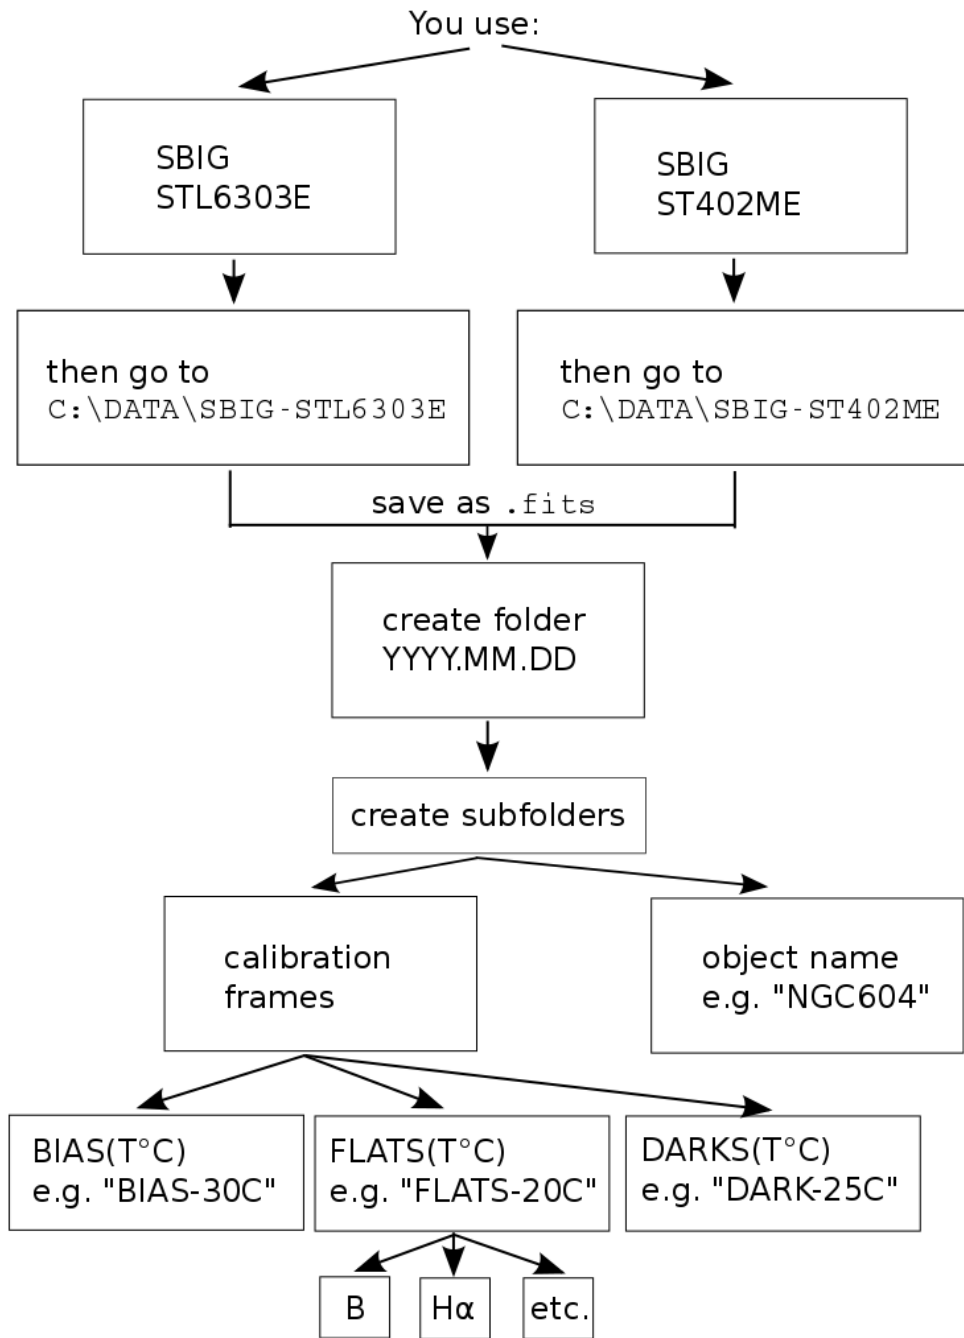 You use:
SBIG
STL6303E
SBIG
ST402ME
then go to
C:\DATA\SBIG-STL6303E
then go to
C:\DATA\SBIG-ST402ME
save as .fits
create folder
YYYY.MM.DD
create subfolders
calibration
frames
object name
e.g. "NGC604"
BIAS(T°C)
e.g. "BIAS-30C"
FLATS(T°C)
e.g. "FLATS-20C"
DARKS(T°C)
e.g. "DARK-25C"
B
Hα
etc.